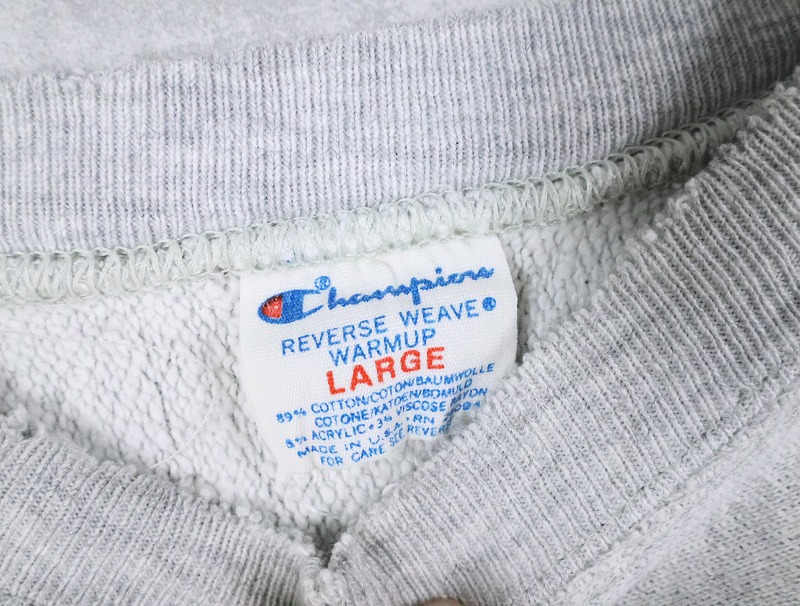 Champion®
REVERSE WEAVE®
WARMUP
LARGE
89% COTTON/COTON/BAUMWOLLE
COTONE/KATOEN/BOMULD
8% ACRYLIC • 3% VISCOSE RAYON
MADE IN U.S.A. • RN
FOR CARE SEE REVERSE